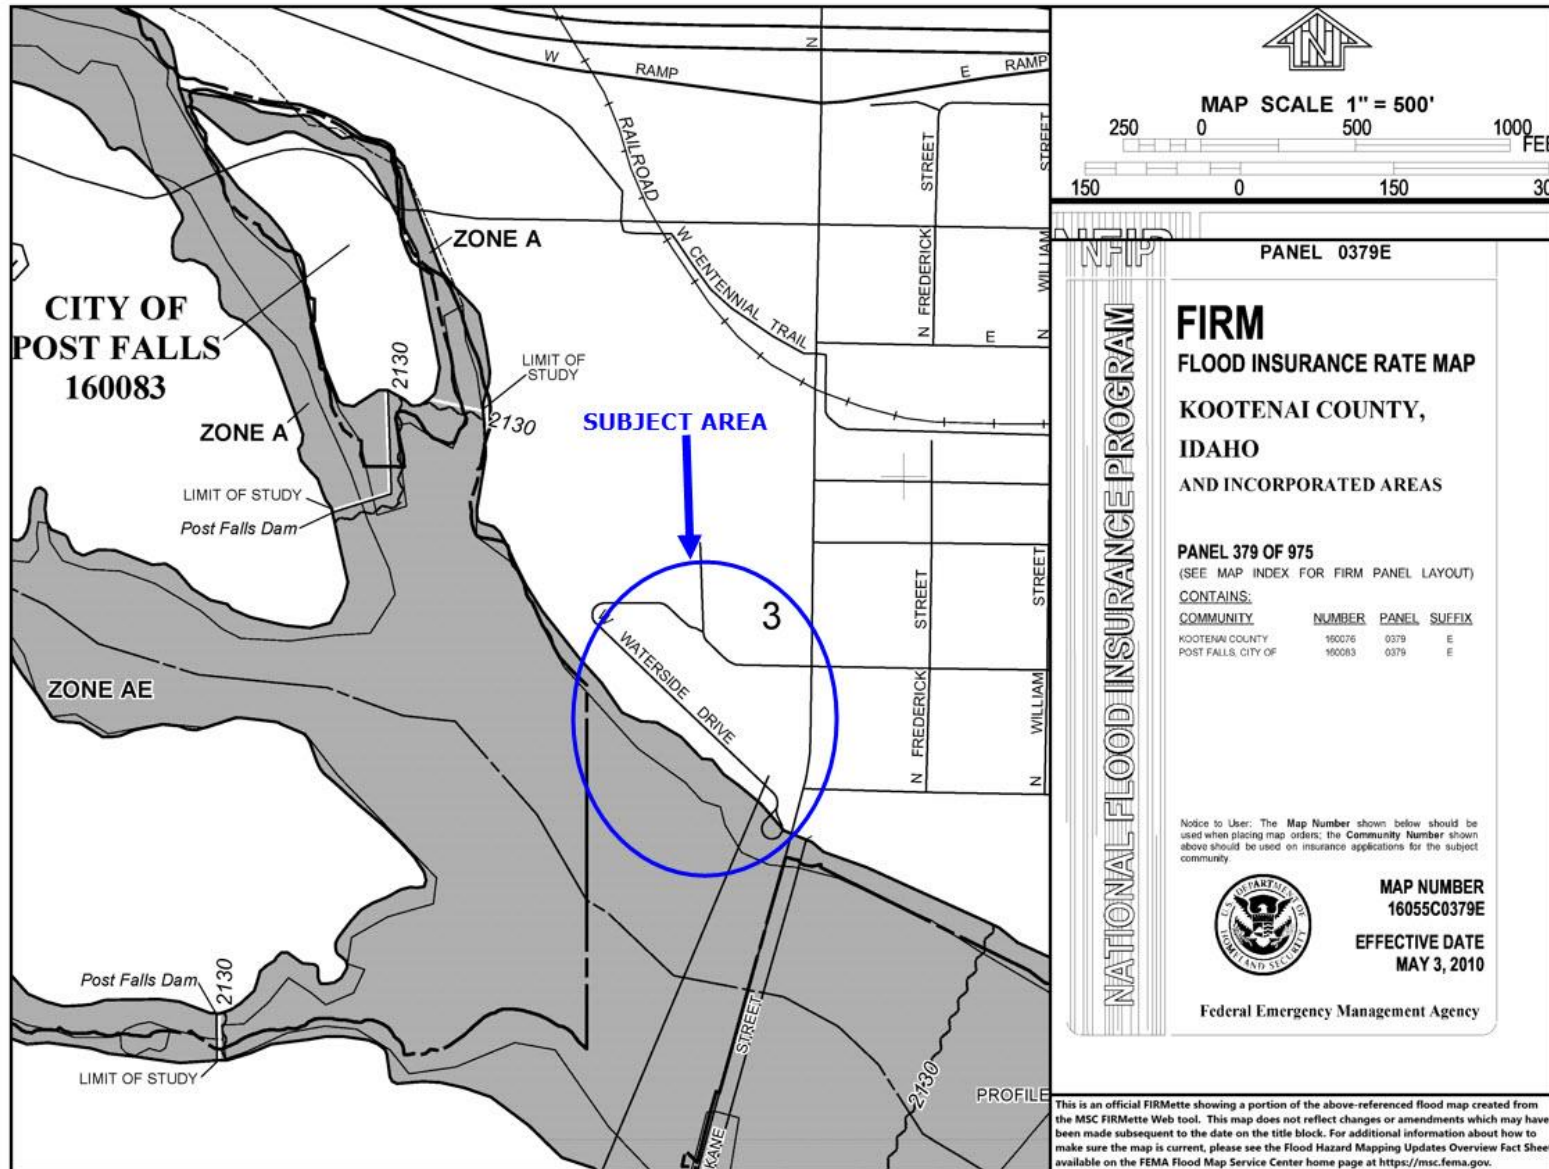 W RAMP
E RAMP
N
RAILROAD
N FREDERICK STREET
N WILLIAM STREET
W CENTENNIAL TRAIL
E
ZONE A
CITY OF
POST FALLS
160083
2130
LIMIT OF
STUDY
2130
ZONE A
SUBJECT AREA
LIMIT OF STUDY
Post Falls Dam
3
W WATERSIDE DRIVE
N FREDERICK STREET
N WILLIAM STREET
ZONE AE
Post Falls Dam
2130
LIMIT OF STUDY
STREET
KANE
2130
PROFILE
N
MAP SCALE 1" = 500'
250 0 500 1000
FEE
150 0 150 30
NFIP
PANEL 0379E
NATIONAL FLOOD INSURANCE PROGRAM
FIRM
FLOOD INSURANCE RATE MAP
KOOTENAI COUNTY,
IDAHO
AND INCORPORATED AREAS
PANEL 379 OF 975
(SEE MAP INDEX FOR FIRM PANEL LAYOUT)
CONTAINS:
COMMUNITY NUMBER PANEL SUFFIX
KOOTENAI COUNTY 160076 0379 E
POST FALLS, CITY OF 160083 0379 E
Notice to User: The Map Number shown below should be
used when placing map orders; the Community Number shown
above should be used on insurance applications for the subject
community.
U.S. DEPARTMENT OF HOMELAND SECURITY
MAP NUMBER
16055C0379E
EFFECTIVE DATE
MAY 3, 2010
Federal Emergency Management Agency
This is an official FIRMette showing a portion of the above-referenced flood map created from
the MSC FIRMette Web tool. This map does not reflect changes or amendments which may have
been made subsequent to the date on the title block. For additional information about how to
make sure the map is current, please see the Flood Hazard Mapping Updates Overview Fact Sheet
available on the FEMA Flood Map Service Center home page at https://msc.fema.gov.